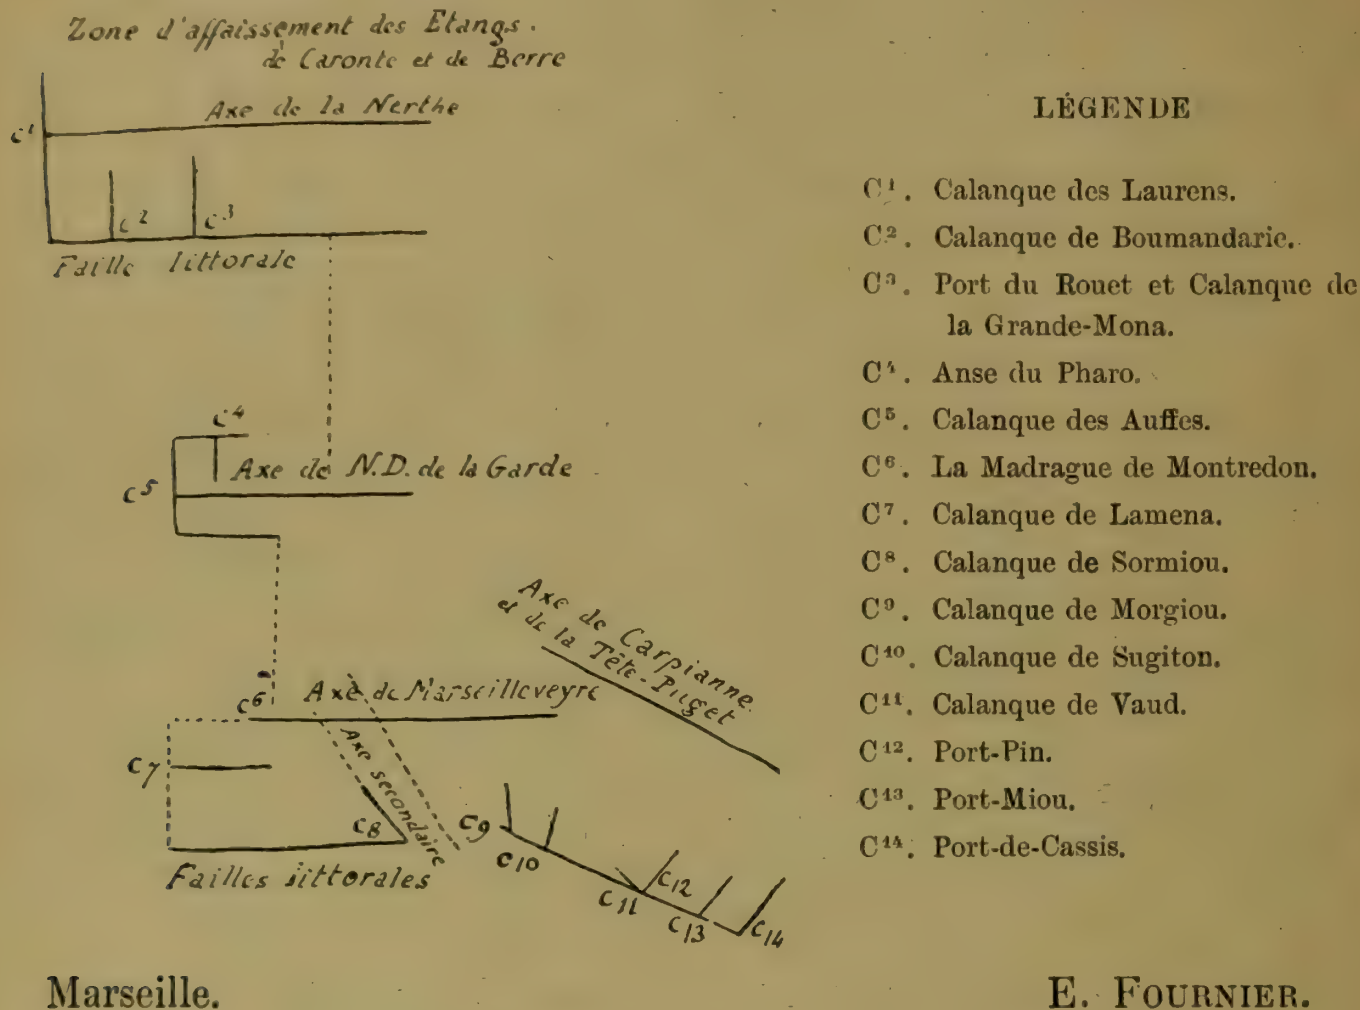 Zone d'affaissement des Etangs.
de Caronte et de Berre
Axe de la Nerthe
C¹
C²
C³
Faille littorale
C⁴
Axe de N.D. de la Garde
C⁵
Axe de Carpianne
et de la
Tête-Puget
C⁶
Axe de Marseilleveyre
Axe secondaire
C7
C8
C9
C10
C11
C12
C13
C14
Failles littorales
LÉGENDE
C¹. Calanque des Laurens.
C². Calanque de Boumandarie.
C³. Port du Rouet et Calanque de
la Grande-Mona.
C⁴. Anse du Pharo.
C⁵. Calanque des Auffes.
C⁶. La Madrague de Montredon.
C⁷. Calanque de Lamena.
C⁸. Calanque de Sormiou.
C⁹. Calanque de Morgiou.
C¹⁰. Calanque de Sugiton.
C¹¹. Calanque de Vaud.
C¹². Port-Pin.
C¹³. Port-Miou.
C¹⁴. Port-de-Cassis.
Marseille.
E. FOURNIER.